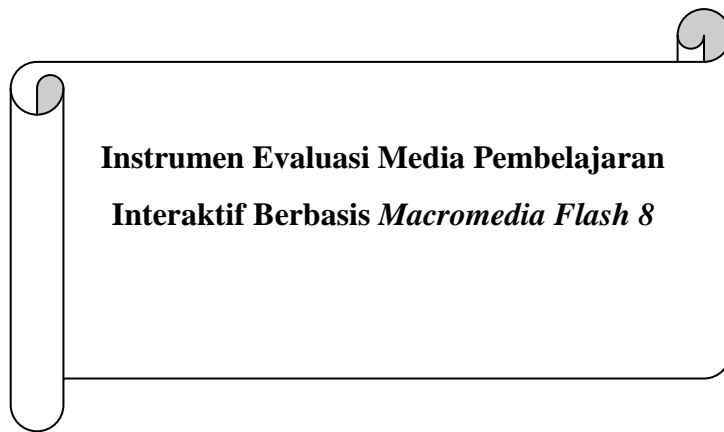 Instrumen Evaluasi Media Pembelajaran
Interaktif Berbasis Macromedia Flash 8